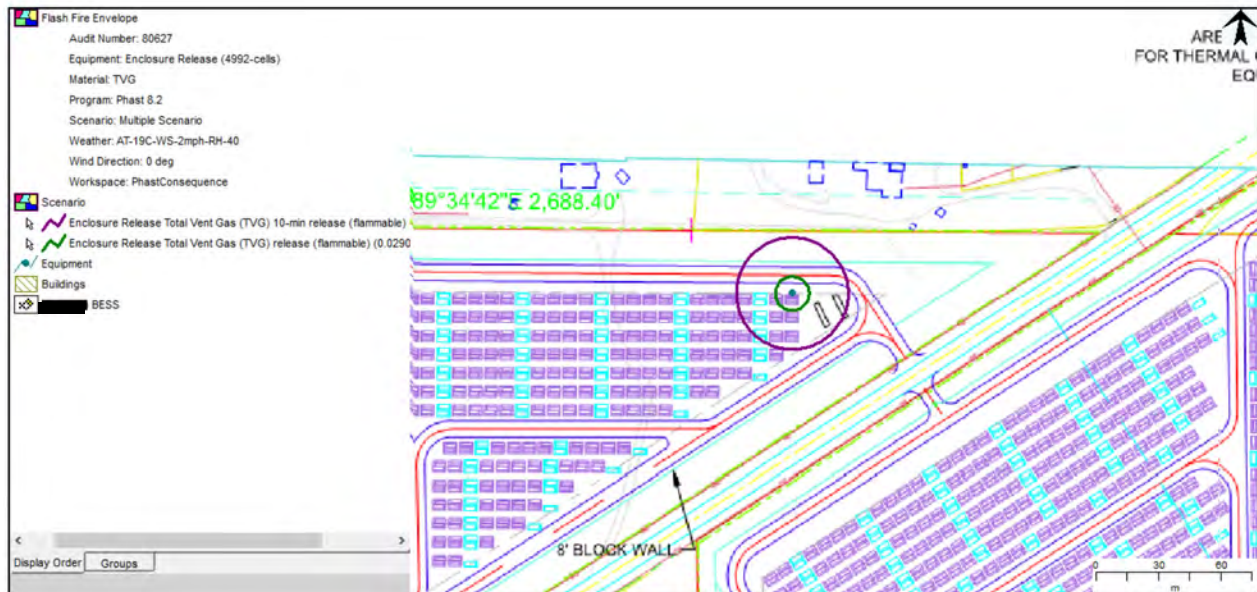 Flash Fire Envelope
Audit Number: 80627
Equipment: Enclosure Release (4992-cells)
Material: TVG
Program: Phast 8.2
Scenario: Multiple Scenario
Weather: AT-19C-WS-2mph-RH-40
Wind Direction: 0 deg
Workspace: PhastConsequence
Scenario
Enclosure Release Total Vent Gas (TVG) 10-min release (flammable)
Enclosure Release Total Vent Gas (TVG) release (flammable) (0.0290
Equipment
Buildings
BESS
Display Order Groups
ARE
FOR THERMAL
EQ
89°34'42"E 2,688.40'
8' BLOCK WALL
0 30 60
m